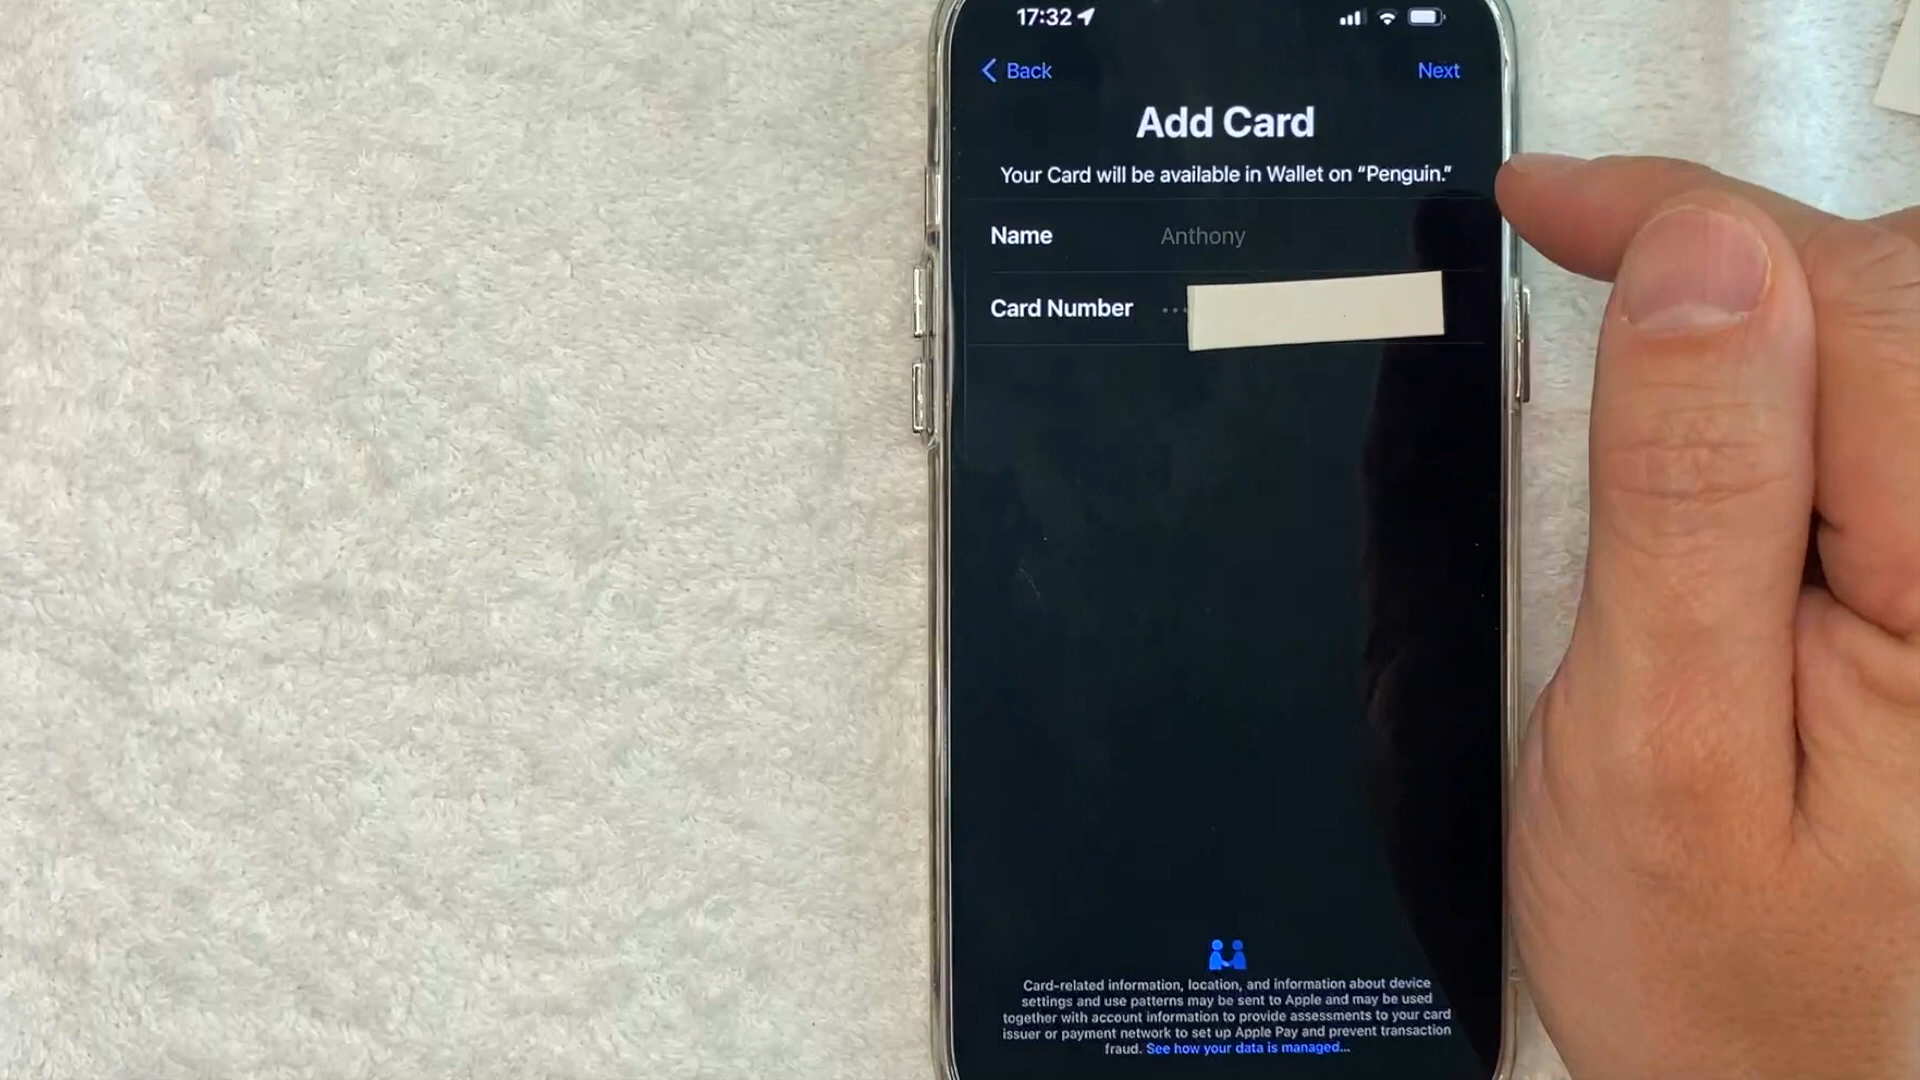 17:32
Back
Next
Add Card
Your Card will be available in Wallet on “Penguin.”
Name
Anthony
Card Number
Card-related information, location, and information about device
settings and use patterns may be sent to Apple and may be used
together with account information to provide assessments to your card
issuer or payment network to set up Apple Pay and prevent transaction
fraud. See how your data is managed...